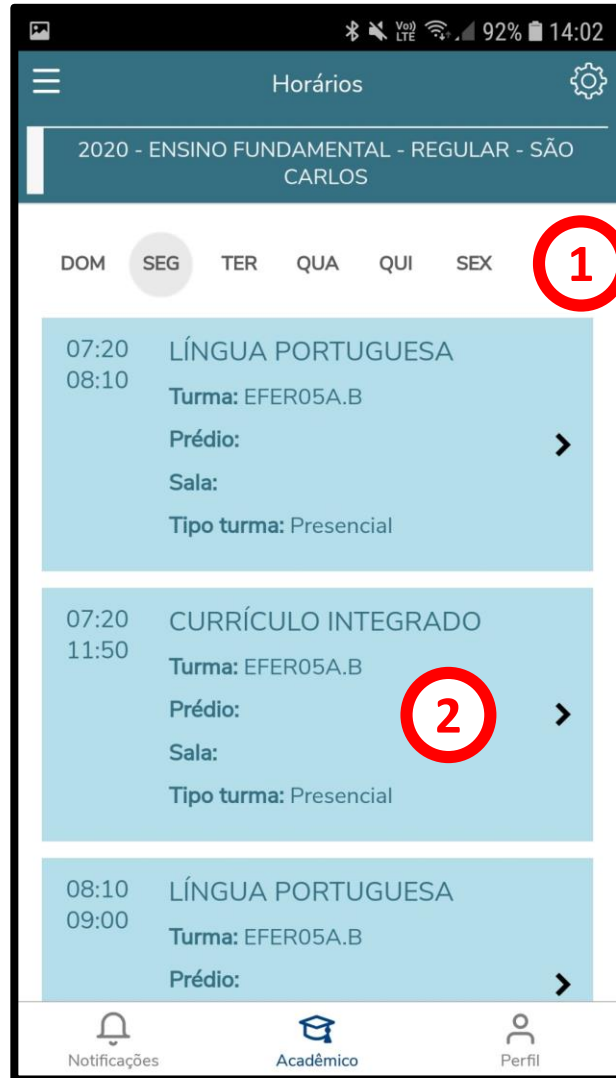 Vo)) LTE 92% 14:02
Horários
2020 - ENSINO FUNDAMENTAL - REGULAR - SÃO
CARLOS
DOM SEG TER QUA QUI SEX 1
07:20 LÍNGUA PORTUGUESA
08:10
Turma: EFER05A.B
Prédio:
Sala:
Tipo turma: Presencial
07:20 CURRÍCULO INTEGRADO
11:50
Turma: EFER05A.B
Prédio:
2
Sala:
Tipo turma: Presencial
08:10 LÍNGUA PORTUGUESA
09:00
Turma: EFER05A.B
Prédio:
Notificações Acadêmico Perfil